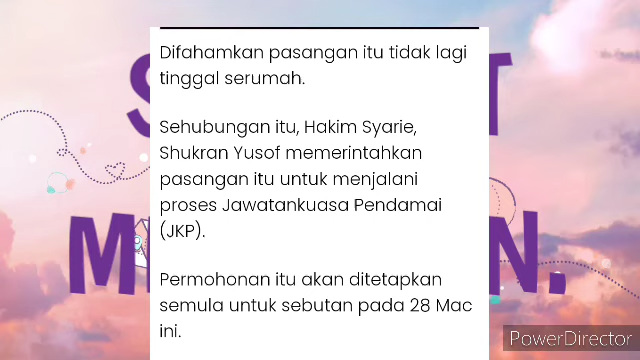 Difahamkan pasangan itu tidak lagi
tinggal serumah.
Sehubungan itu, Hakim Syarie,
Shukran Yusof memerintahkan
pasangan itu untuk menjalani
proses Jawatankuasa Pendamai
(JKP).
Permohonan itu akan ditetapkan
semula untuk sebutan pada 28 Mac
ini.
PowerDirector